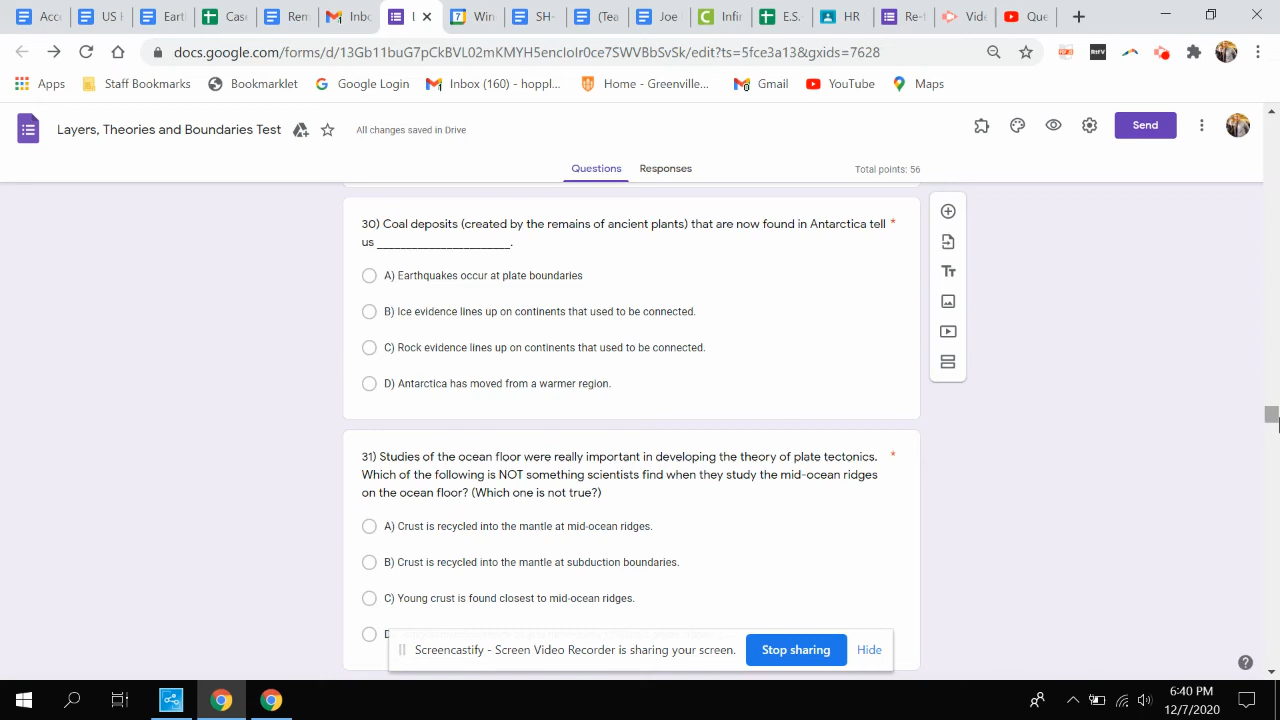 Acc
US I
Eart
Case
Rem
Inbc
L
Win
SH-
(Tea
Joe
Infir
E.S.
HR
Re-t
Vide
Que
docs.google.com/forms/d/13Gb11buG7pCkBVL02mKMYH5encIoIr0ce7SWVBbSvSk/edit?ts=5fce3a13&gxids=7628
Apps
Staff Bookmarks
Bookmarklet
Google Login
Inbox (160) - hoppl...
Home - Greenville...
Gmail
YouTube
Maps
Layers, Theories and Boundaries Test
All changes saved in Drive
Send
Questions
Responses
Total points: 56
30) Coal deposits (created by the remains of ancient plants) that are now found in Antarctica tell *
us ______________________.
A) Earthquakes occur at plate boundaries
B) Ice evidence lines up on continents that used to be connected.
C) Rock evidence lines up on continents that used to be connected.
D) Antarctica has moved from a warmer region.
31) Studies of the ocean floor were really important in developing the theory of plate tectonics. *
Which of the following is NOT something scientists find when they study the mid-ocean ridges
on the ocean floor? (Which one is not true?)
A) Crust is recycled into the mantle at mid-ocean ridges.
B) Crust is recycled into the mantle at subduction boundaries.
C) Young crust is found closest to mid-ocean ridges.
Screencastify - Screen Video Recorder is sharing your screen.
Stop sharing
Hide
6:40 PM
12/7/2020